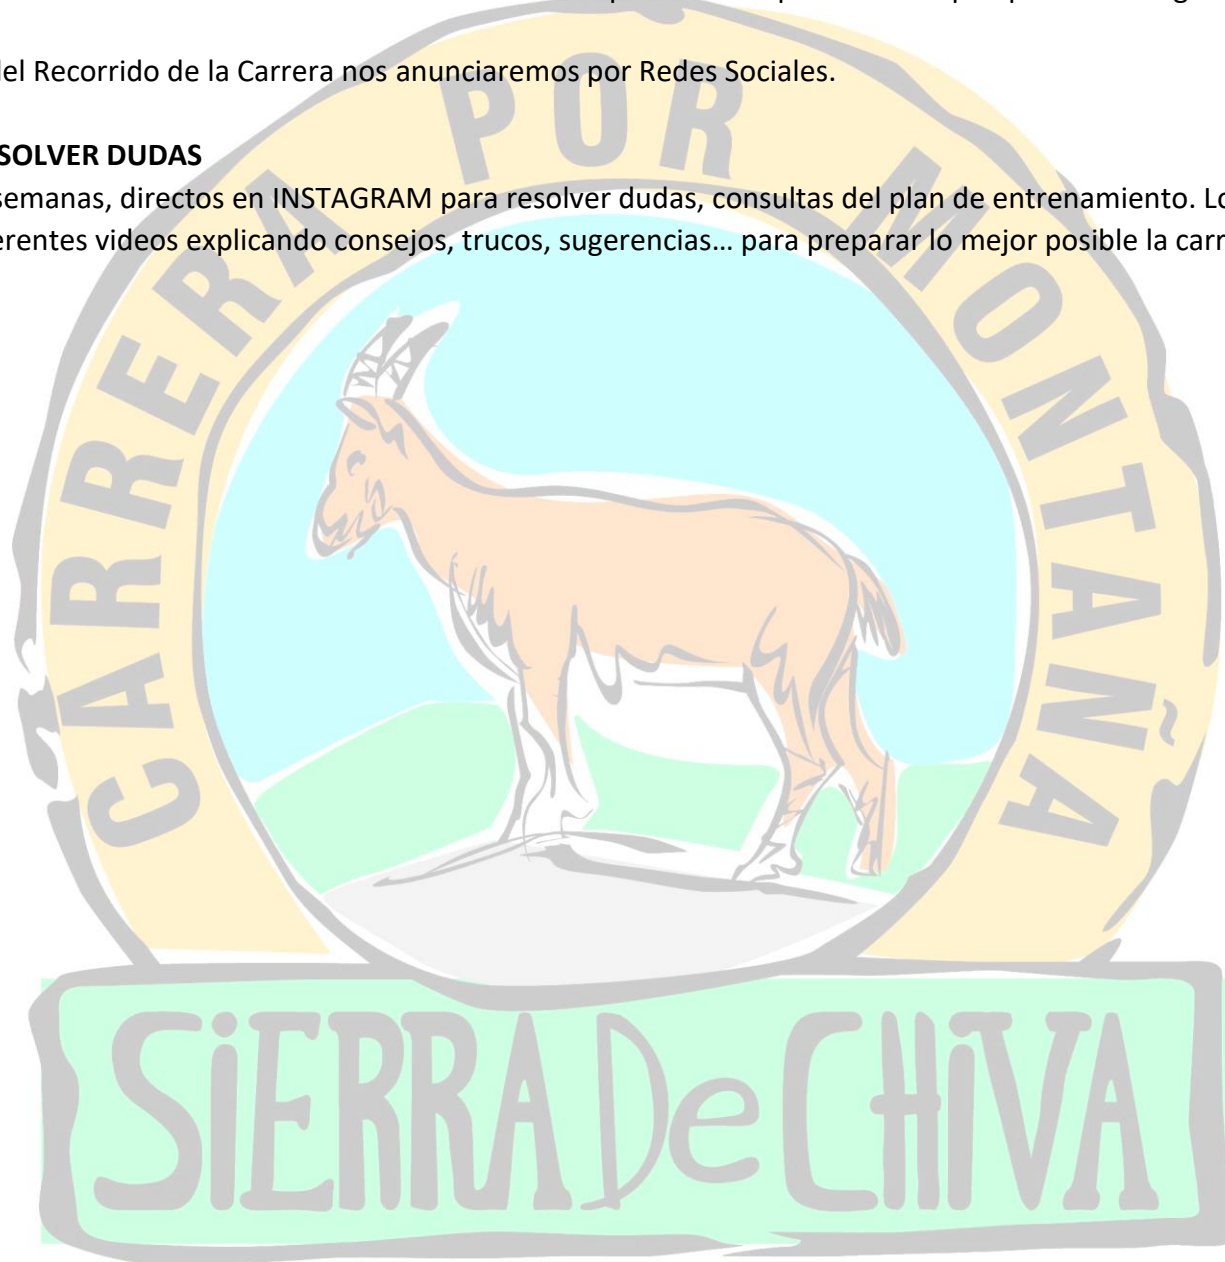 del Recorrido de la Carrera nos anunciaremos por Redes Sociales.
SOLVER DUDAS
semanas, directos en INSTAGRAM para resolver dudas, consultas del plan de entrenamiento. Lo
erentes videos explicando consejos, trucos, sugerencias… para preparar lo mejor posible la carr
CARRERA POR MONTAÑA
SiERRA De CHiVA